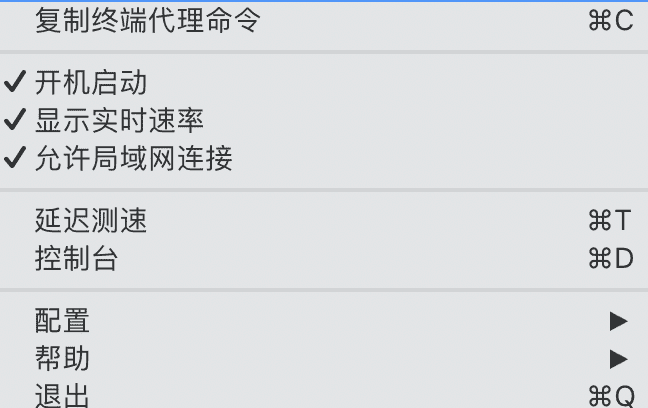 复制终端代理命令 ⌘C
✓ 开机启动
✓ 显示实时速率
✓ 允许局域网连接
延迟测速 ⌘T
控制台 ⌘D
配置 ▶
帮助 ▶
退出 ⌘Q